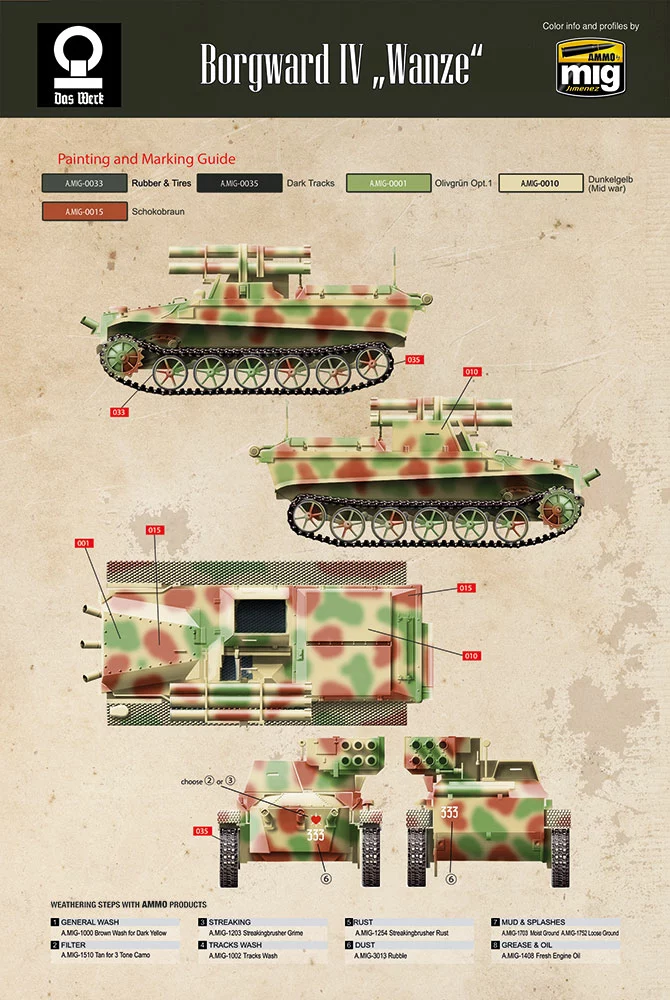 Das Werk
Borgward IV „Wanze“
Color info and profiles by
AMMO by
mig
Jimenez
Painting and Marking Guide
A.MIG-0033 Rubber & Tires A.MIG-0035 Dark Tracks A.MIG-0001 Olivgrün Opt.1 A.MIG-0010 Dunkelgelb
(Mid war)
A.MIG-0015 Schokobraun
035
010
033
015
001
015
010
choose 2 or 3
333
333
035
6
6
WEATHERING STEPS WITH AMMO PRODUCTS
1 GENERAL WASH
A.MIG-1000 Brown Wash for Dark Yellow
2 FILTER
A.MIG-1510 Tan for 3 Tone Camo
3 STREAKING
A.MIG-1203 Streakingbrusher Grime
4 TRACKS WASH
A.MIG-1002 Tracks Wash
5 RUST
A.MIG-1254 Streakingbrusher Rust
6 DUST
A.MIG-3013 Rubble
7 MUD & SPLASHES
A.MIG-1703 Moist Ground A.MIG-1752 Loose Ground
8 GREASE & OIL
A.MIG-1408 Fresh Engine Oil